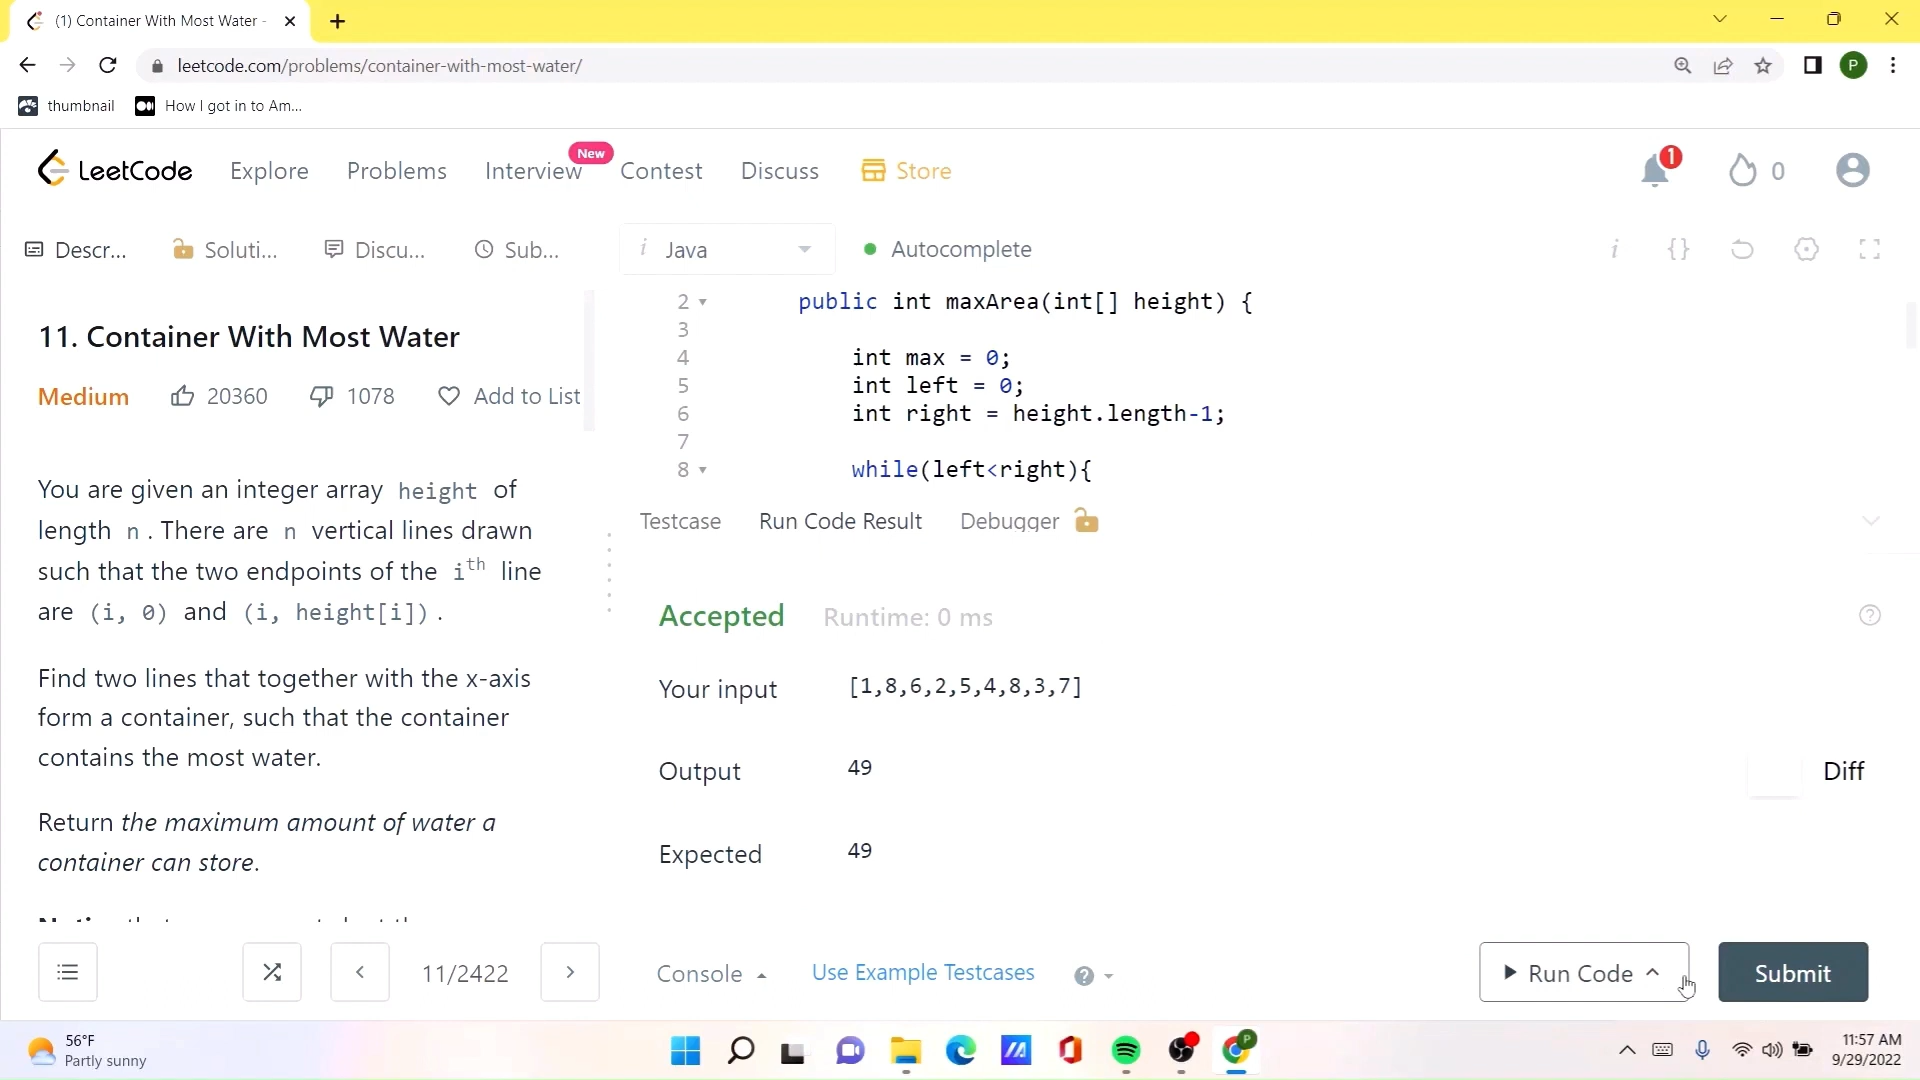 (1) Container With Most Water -
leetcode.com/problems/container-with-most-water/
P
thumbnail
How I got in to Am...
LeetCode
Explore
Problems
Interview
New
Contest
Discuss
Store
1
0
Descr...
Soluti...
Discu...
Sub...
i Java
Autocomplete
i {}
11. Container With Most Water
Medium
20360
1078
Add to List
You are given an integer array height of
length n. There are n vertical lines drawn
such that the two endpoints of the ith line
are (i, 0) and (i, height[i]).
Find two lines that together with the x-axis
form a container, such that the container
contains the most water.
Return the maximum amount of water a
container can store.
2 public int maxArea(int[] height) {
3
4 int max = 0;
5 int left = 0;
6 int right = height.length-1;
7
8 while(left<right){
Testcase
Run Code Result
Debugger
Accepted
Runtime: 0 ms
?
Your input
[1,8,6,2,5,4,8,3,7]
Output
49
Diff
Expected
49
11/2422
Console
Use Example Testcases
?
Run Code
Submit
56°F
Partly sunny
P
11:57 AM
9/29/2022